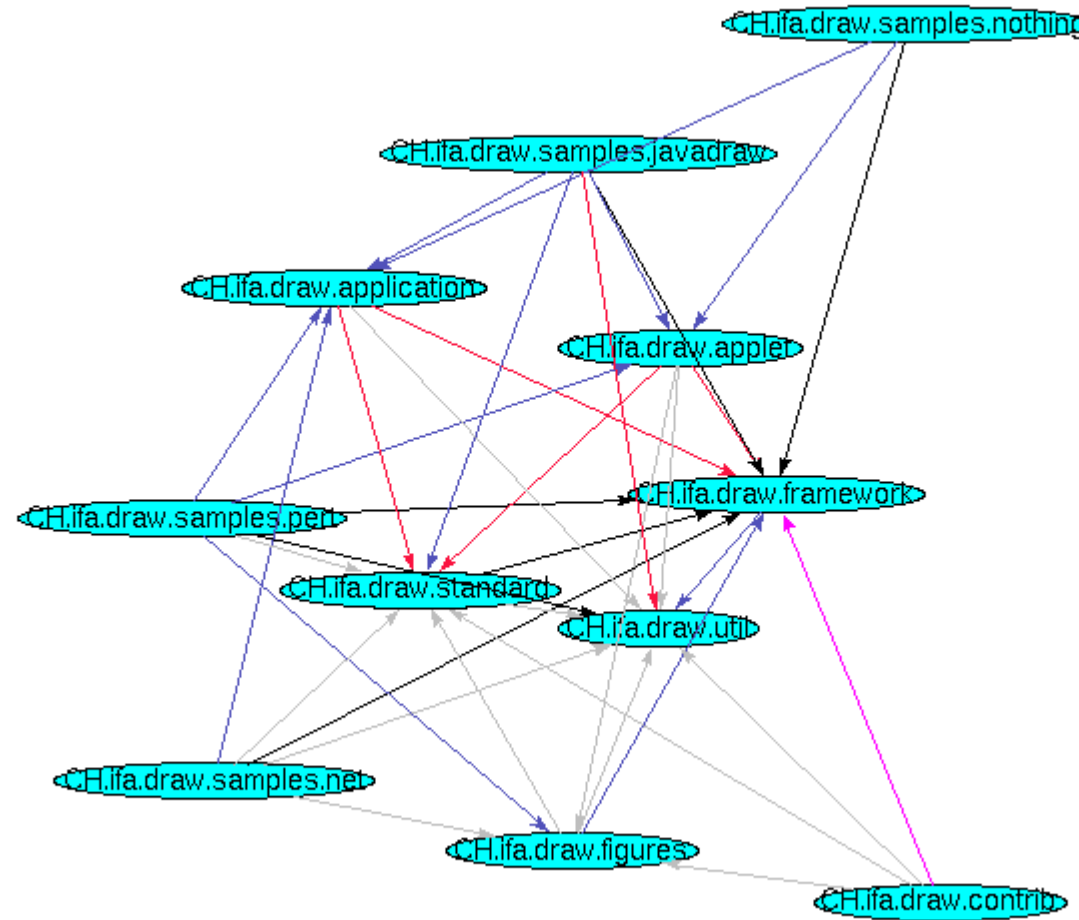 CH.ifa.draw.samples.nothing
CH.ifa.draw.samples.javadraw
CH.ifa.draw.application
CH.ifa.draw.applet
CH.ifa.draw.framework
CH.ifa.draw.samples.pert
CH.ifa.draw.standard
CH.ifa.draw.util
CH.ifa.draw.samples.net
CH.ifa.draw.figures
CH.ifa.draw.contrib